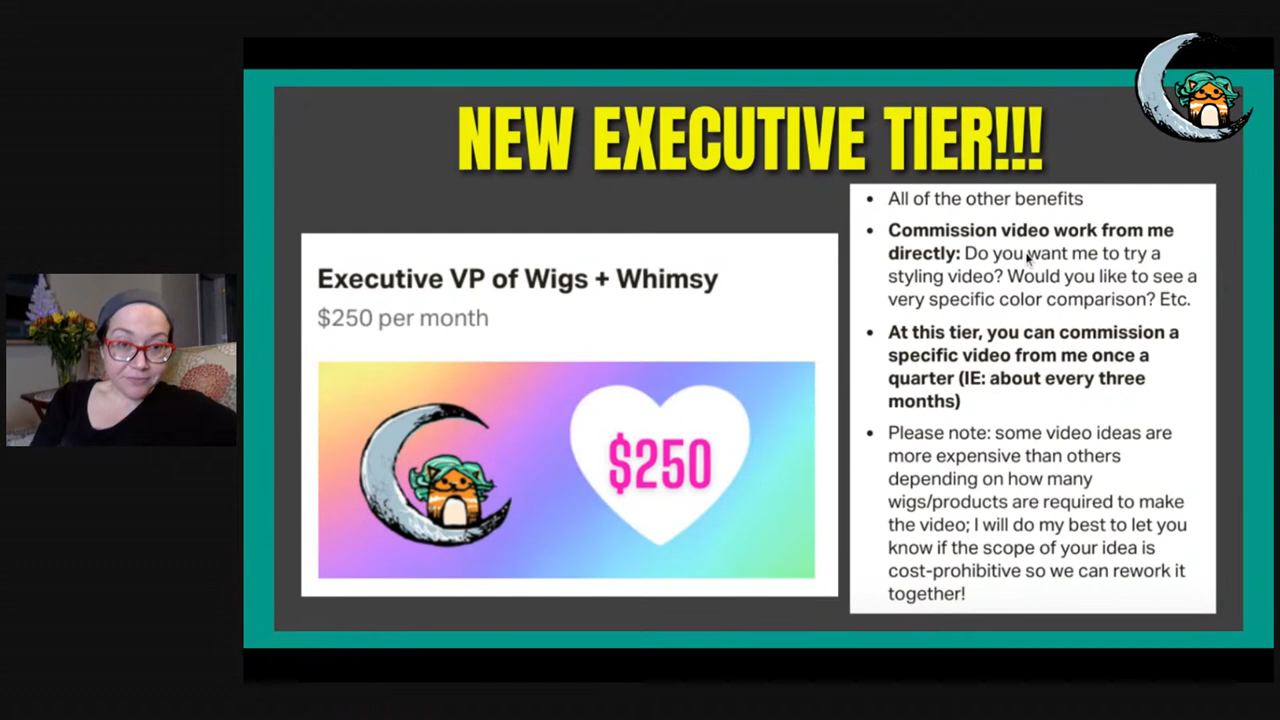 NEW EXECUTIVE TIER!!!
Executive VP of Wigs + Whimsy
$250 per month
$250
• All of the other benefits
• Commission video work from me
directly: Do you want me to try a
styling video? Would you like to see a
very specific color comparison? Etc.
• At this tier, you can commission a
specific video from me once a
quarter (IE: about every three
months)
• Please note: some video ideas are
more expensive than others
depending on how many
wigs/products are required to make
the video; I will do my best to let you
know if the scope of your idea is
cost-prohibitive so we can rework it
together!